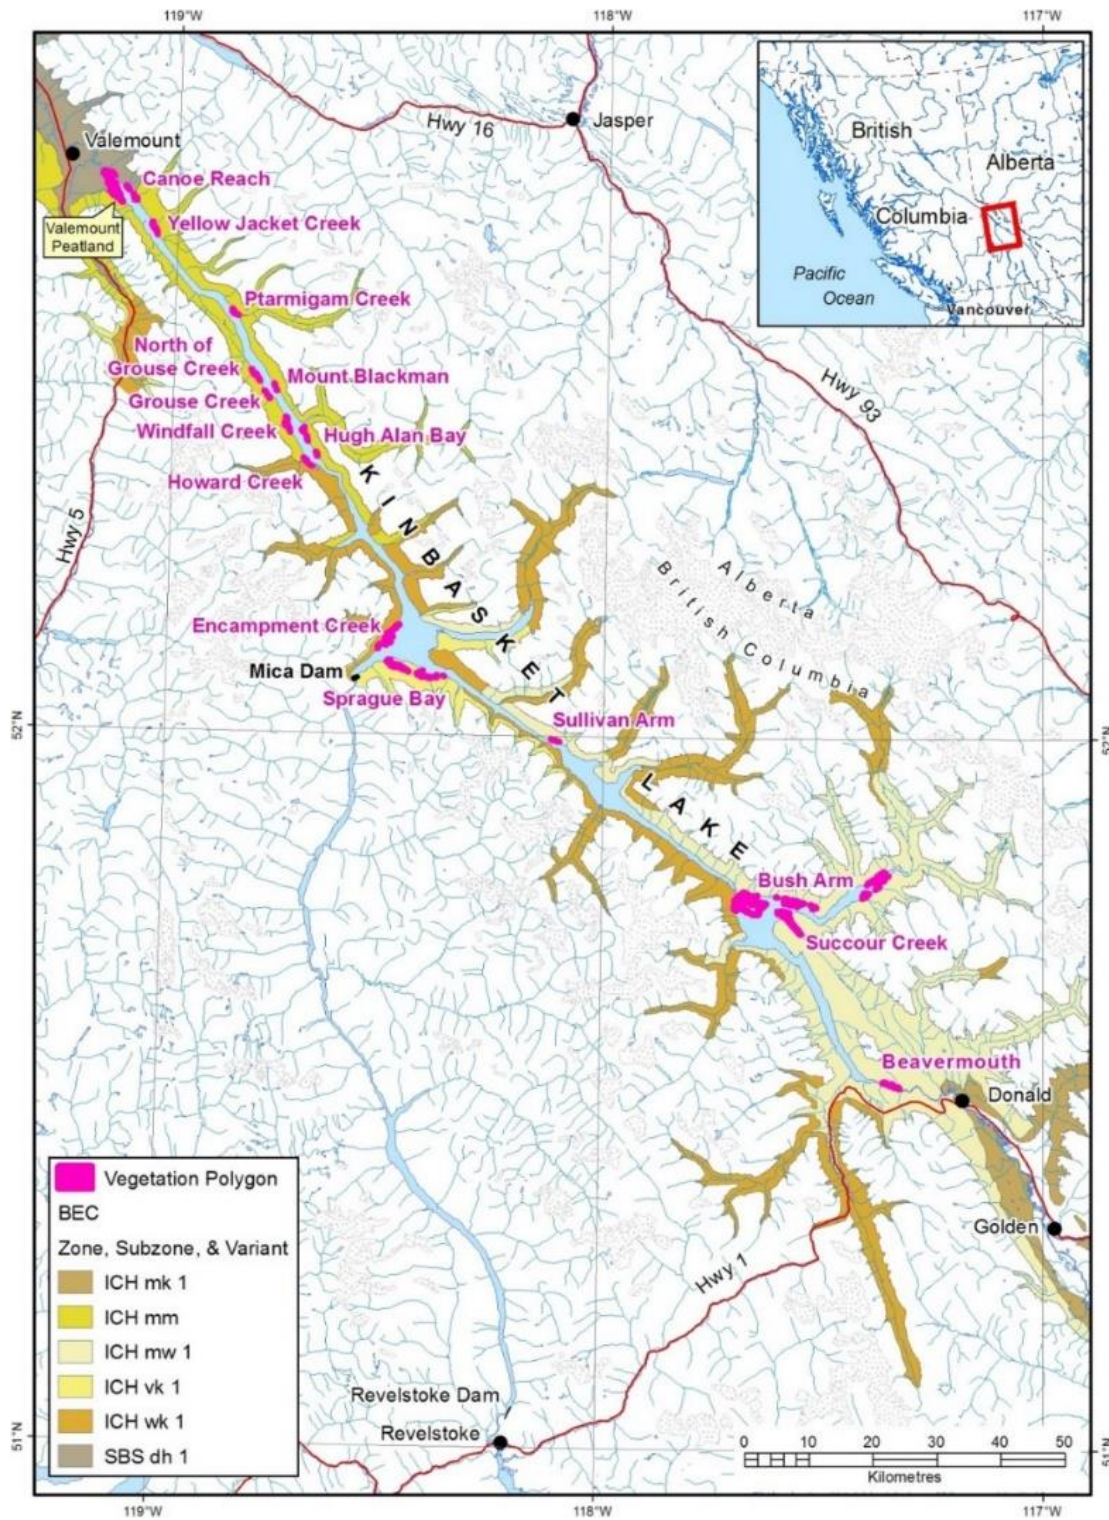 119°W
118°W
117°W
Hwy 16
Jasper
Valemount
Canoe Reach
Valemount
Peatland
Yellow Jacket Creek
British
Alberta
Columbia
Pacific
Ocean
Vancouver
Ptarmigam Creek
North of
Grouse Creek
Mount Blackman
Grouse Creek
Windfall Creek
Hugh Alan Bay
Howard Creek
Hwy 93
Hwy 5
KINBASKET
Alberta
British Columbia
Encampment Creek
Mica Dam
Sprague Bay
Sullivan Arm
52°N
52°N
LAKE
Bush Arm
Succour Creek
Beavermouth
Donald
Golden
Hwy 1
Vegetation Polygon
BEC
Zone, Subzone, & Variant
ICH mk 1
ICH mm
ICH mw 1
ICH vk 1
ICH wk 1
SBS dh 1
Revelstoke Dam
Revelstoke
51°N
51°N
0 10 20 30 40 50
Kilometres
119°W
118°W
117°W